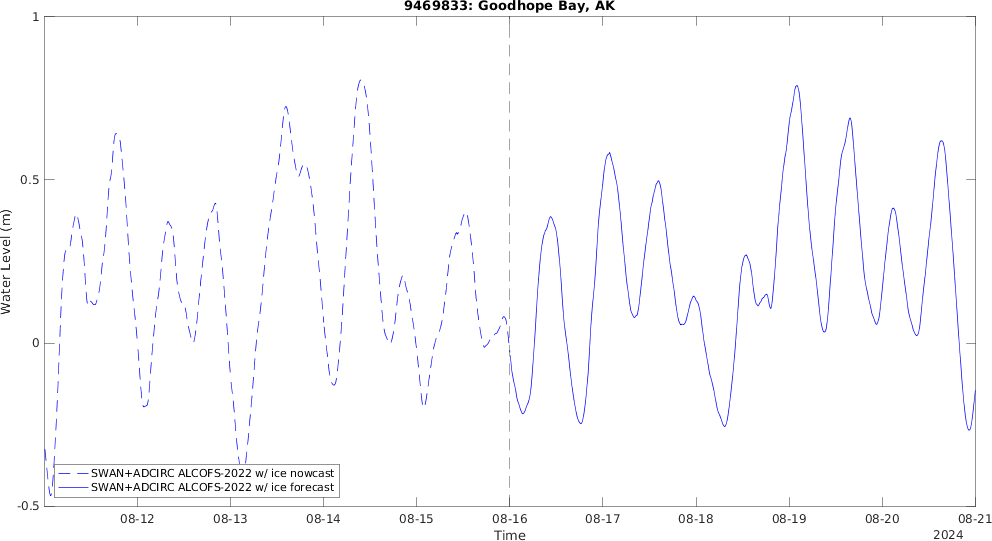 9469833: Goodhope Bay, AK
Water Level (m)
1
0.5
0
-0.5
SWAN+ADCIRC ALCOFS-2022 w/ ice nowcast
SWAN+ADCIRC ALCOFS-2022 w/ ice forecast
08-12 08-13 08-14 08-15 08-16 08-17 08-18 08-19 08-20 08-21
Time
2024